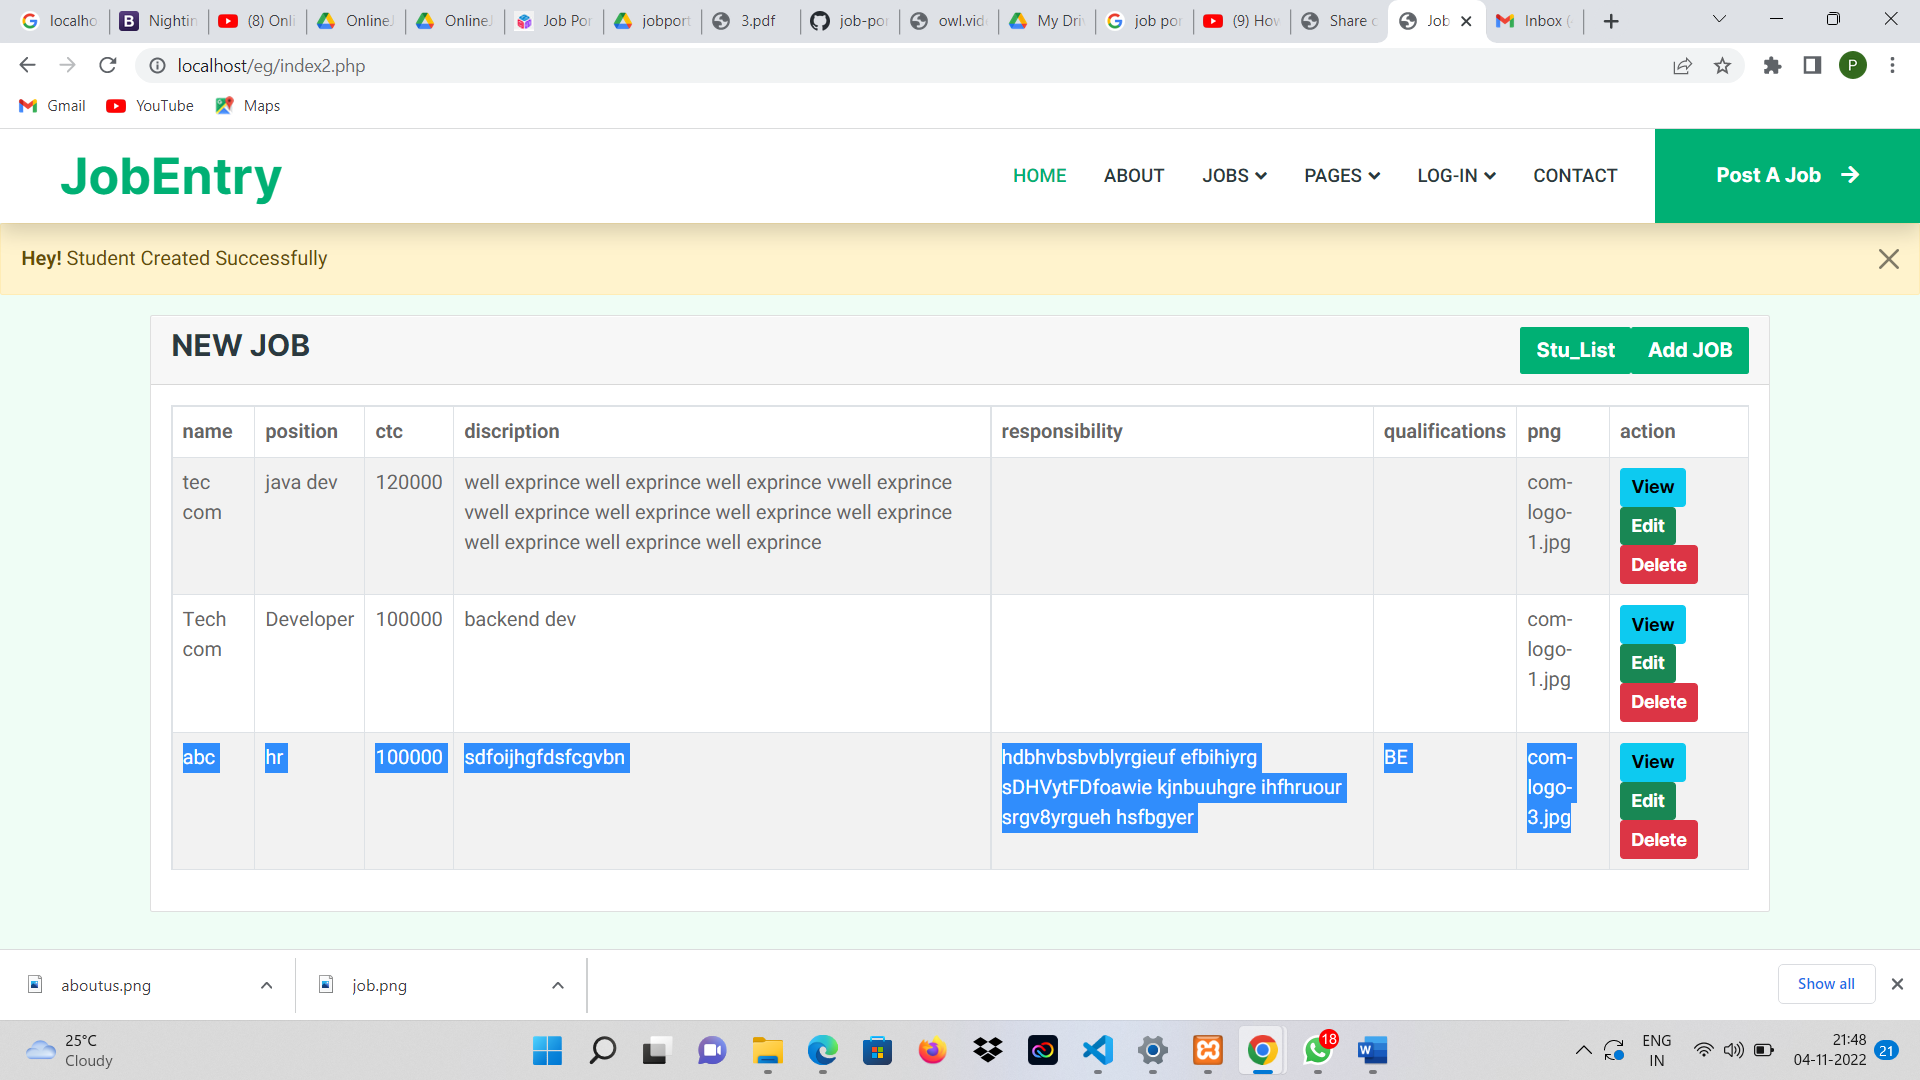 localho
Nightin
(8) Onli
OnlineJ
OnlineJ
Job Por
jobport
3.pdf
job-po
owl.vid
My Driv
job por
(9) How
Share c
Job
Inbox (
localhost/eg/index2.php
P
Gmail
YouTube
Maps
JobEntry
HOME
ABOUT
JOBS
PAGES
LOG-IN
CONTACT
Post A Job
Hey! Student Created Successfully
NEW JOB
Stu_List
Add JOB
name position ctc discription responsibility qualifications png action
tec
com
java dev
120000
well exprince well exprince well exprince vwell exprince
vwell exprince well exprince well exprince well exprince
well exprince well exprince well exprince
com-
logo-
1.jpg
View
Edit
Delete
Tech
com
Developer
100000
backend dev
com-
logo-
1.jpg
View
Edit
Delete
abc
hr
100000
sdfoijhgfdsfcgvbn
hdbhvbsbvblyrgieuf efbihiyrg
sDHVytFDfoawie kjnbuuhgre ihfhruour
srgv8yrgueh hsfbgyer
BE
com-
logo-
3.jpg
View
Edit
Delete
aboutus.png
job.png
Show all
25°C
Cloudy
18
ENG
IN
21:48
04-11-2022
21